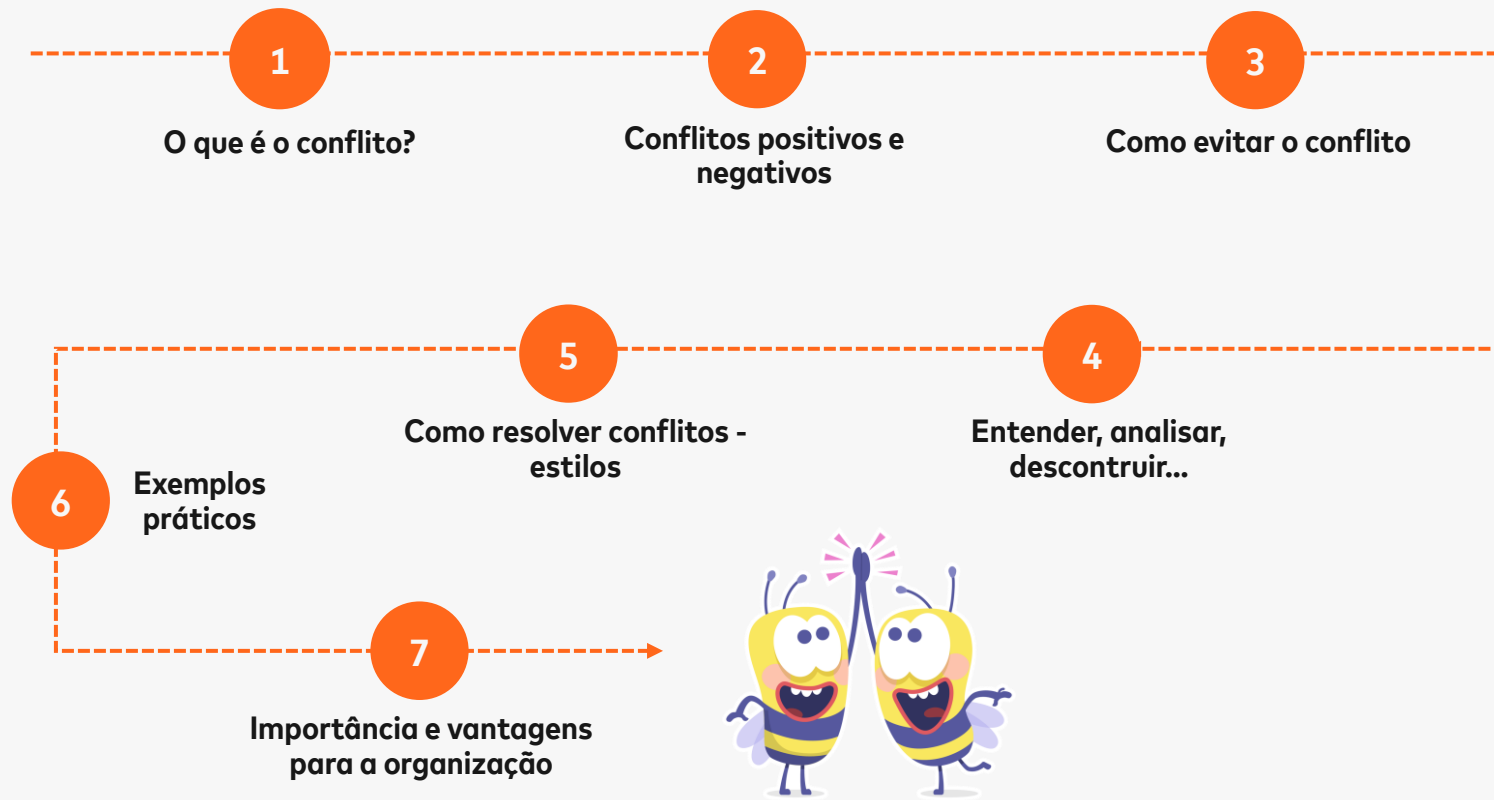 1
O que é o conflito?
2
Conflitos positivos e
negativos
3
Como evitar o conflito
4
Entender, analisar,
descontruir...
5
Como resolver conflitos -
estilos
6
Exemplos
práticos
7
Importância e vantagens
para a organização